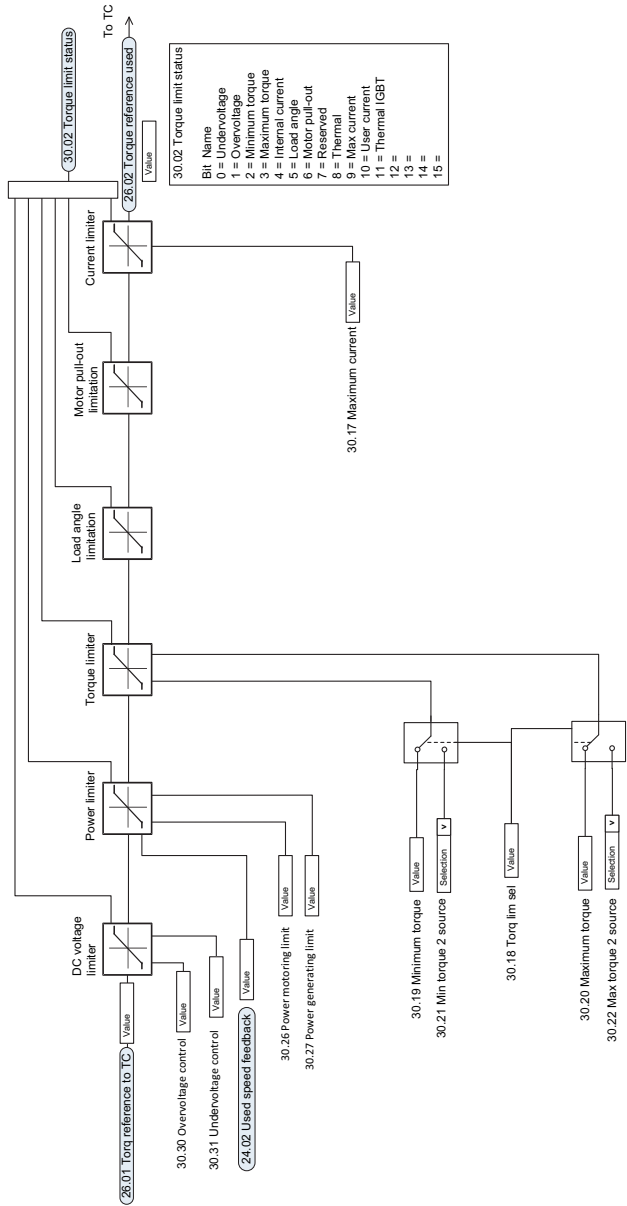 26.01 Torq reference to TC
Value
DC voltage
limiter
30.30 Overvoltage control
Value
30.31 Undervoltage control
Value
24.02 Used speed feedback
Value
Power limiter
30.26 Power motoring limit
Value
30.27 Power generating limit
Value
Torque limiter
30.19 Minimum torque
Value
30.21 Min torque 2 source
Selection
v
30.18 Torq lim sel
Value
30.20 Maximum torque
Value
30.22 Max torque 2 source
Selection
v
Load angle
limitation
Motor pull-out
limitation
Current limiter
30.17 Maximum current
Value
30.02 Torque limit status
26.02 Torque reference used
Value
To TC
30.02 Torque limit status
Bit Name
0 = Undervoltage
1 = Overvoltage
2 = Minimum torque
3 = Maximum torque
4 = Internal current
5 = Load angle
6 = Motor pull-out
7 = Reserved
8 = Thermal
9 = Max current
10 = User current
11 = Thermal IGBT
12 =
13 =
14 =
15 =